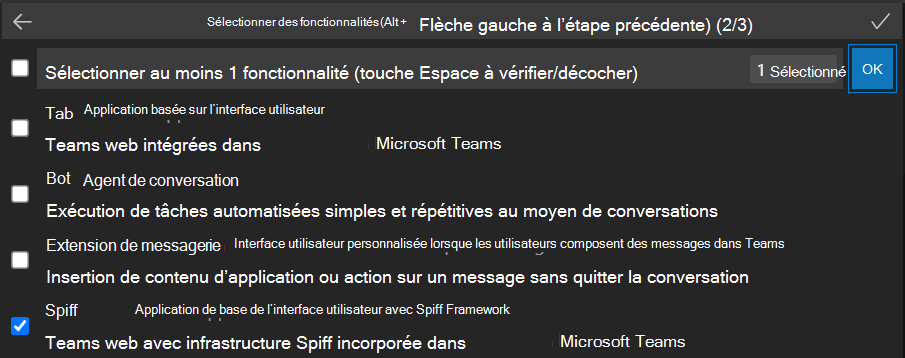 Sélectionner des fonctionnalités (Alt + Flèche gauche à l'étape précédente) (2/3)
Sélectionner au moins 1 fonctionnalité (touche Espace à vérifier/décocher) 1 Sélectionné OK
Tab Application basée sur l'interface utilisateur
Teams web intégrées dans Microsoft Teams
Bot Agent de conversation
Exécution de tâches automatisées simples et répétitives au moyen de conversations
Extension de messagerie Interface utilisateur personnalisée lorsque les utilisateurs composent des messages dans Teams
Insertion de contenu d'application ou action sur un message sans quitter la conversation
Spiff Application de base de l'interface utilisateur avec Spiff Framework
Teams web avec infrastructure Spiff incorporée dans Microsoft Teams